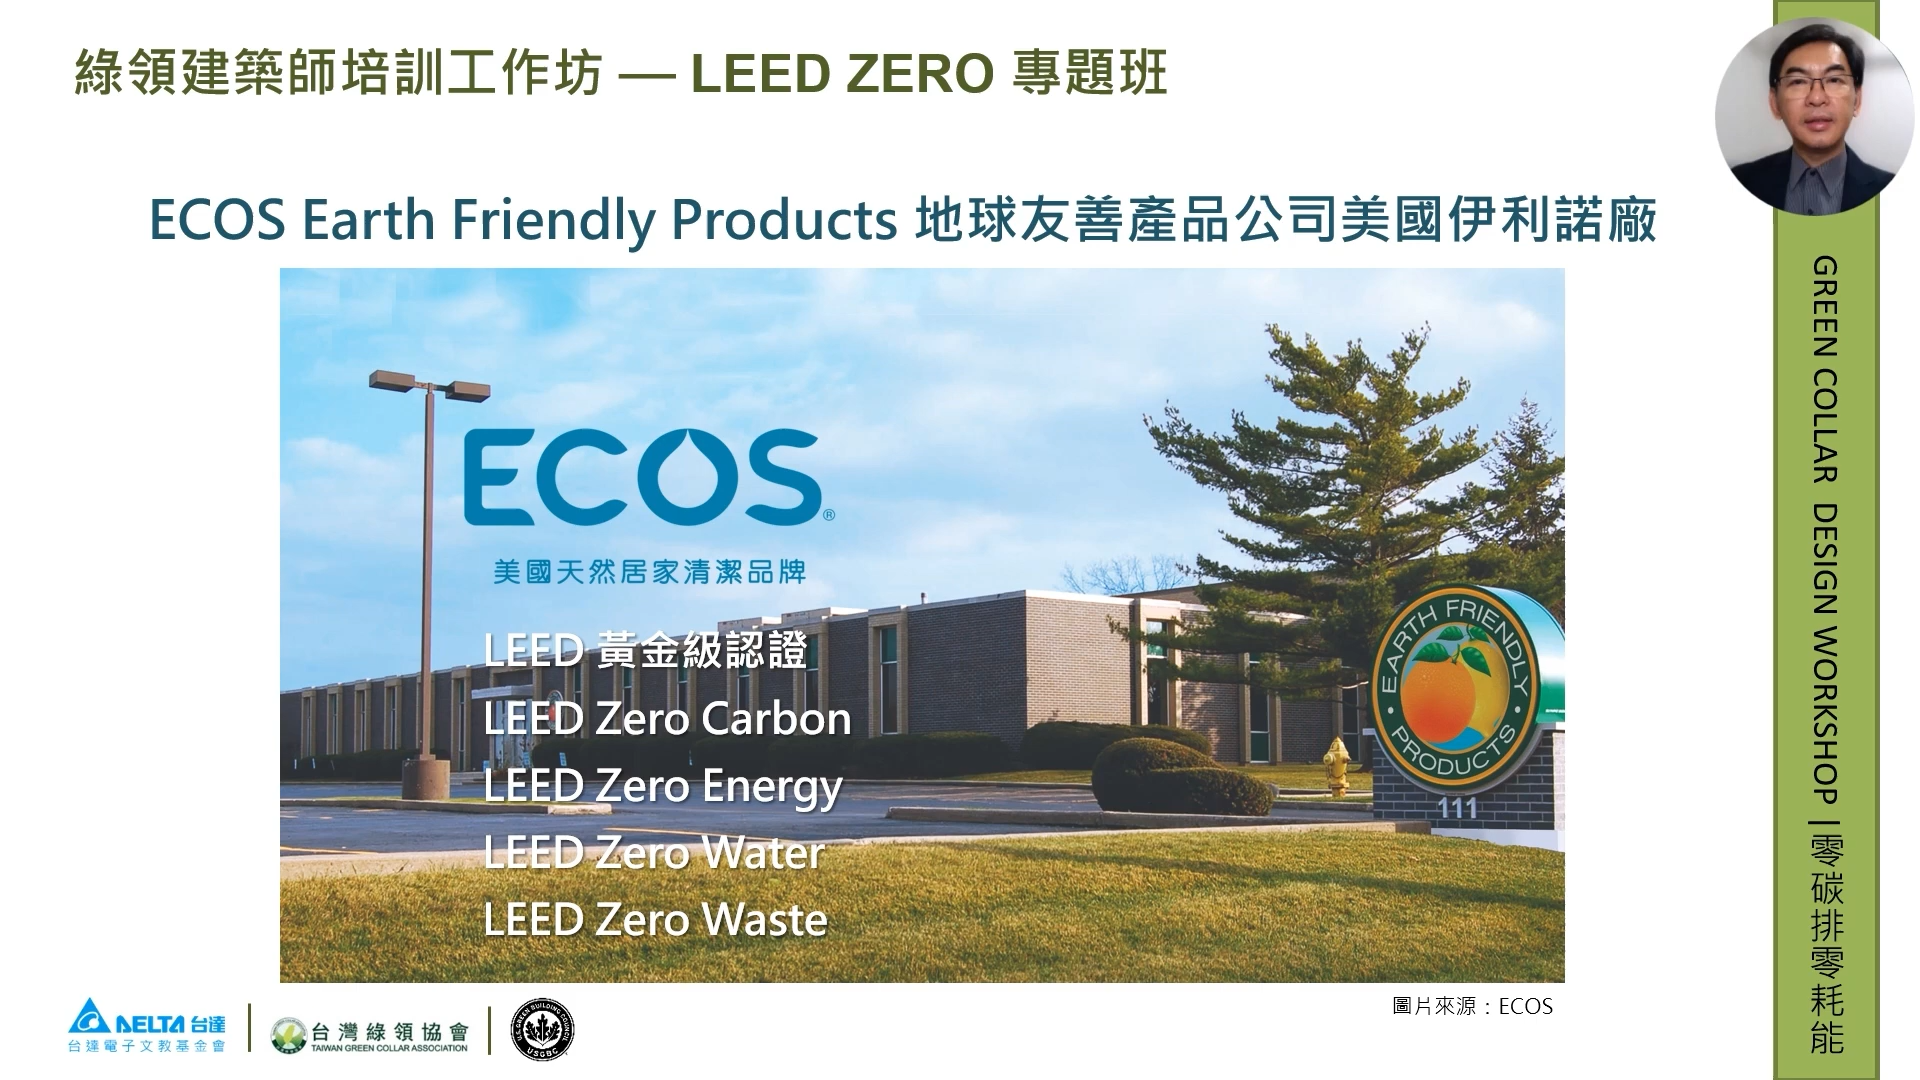 綠領建築師培訓工作坊 — LEED ZERO 專題班
ECOS Earth Friendly Products 地球友善產品公司美國伊利諾廠
ECOS®
美國天然居家清潔品牌
LEED 黃金級認證
LEED Zero Carbon
LEED Zero Energy
LEED Zero Water
LEED Zero Waste
EARTH FRIENDLY
PRODUCTS
111
圖片來源：ECOS
DELTA 台達
台達電子文教基金會
台灣綠領協會
TAIWAN GREEN COLLAR ASSOCIATION
U.S. GREEN BUILDING COUNCIL
USGBC
GREEN COLLAR DESIGN WORKSHOP |零碳排零耗能